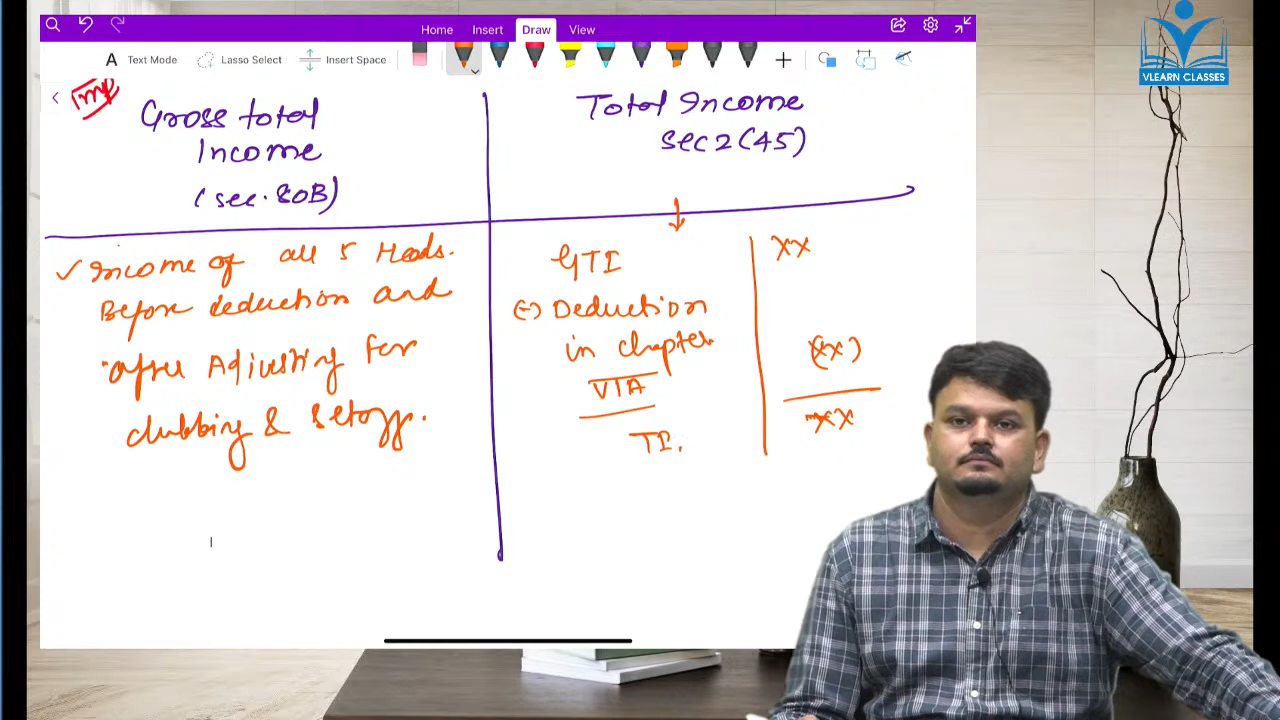 Home Insert Draw View
Text Mode Lasso Select Insert Space
VLEARN CLASSES
Imp
Gross total
Income
(sec. 80B)
Total Income
sec 2(45)
✓ Income of all 5 Heads.
Before deduction and
after Adjusting for
clubbing & setoff.
GTI XX
(-) Deduction
in chapter (XX)
VIA
TI. XX